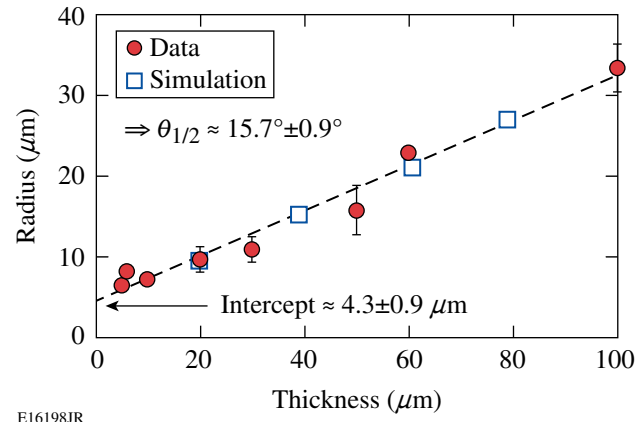 40
30
20
10
0
Radius (μm)
Data
Simulation
⇒ θ1/2 ≈ 15.7°±0.9°
Intercept ≈ 4.3±0.9 μm
0 20 40 60 80 100
Thickness (μm)
E16198JR